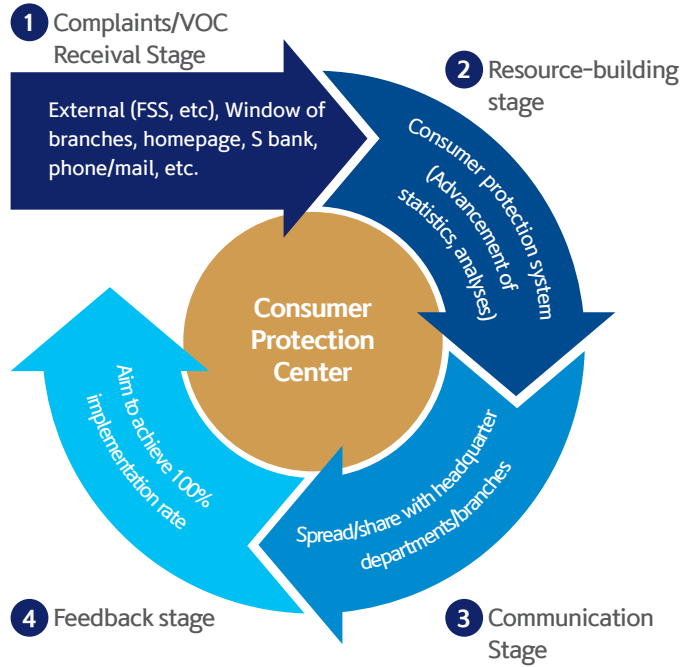 1 Complaints/VOC
Receival Stage
External (FSS, etc), Window of
branches, homepage, S bank,
phone/mail, etc.
2 Resource-building
stage
Consumer protection system
(Advancement of
statistics, analyses)
Consumer
Protection
Center
Spread/share with headquarter
departments/branches
3 Communication
Stage
Aim to achieve 100%
implementation rate
4 Feedback stage